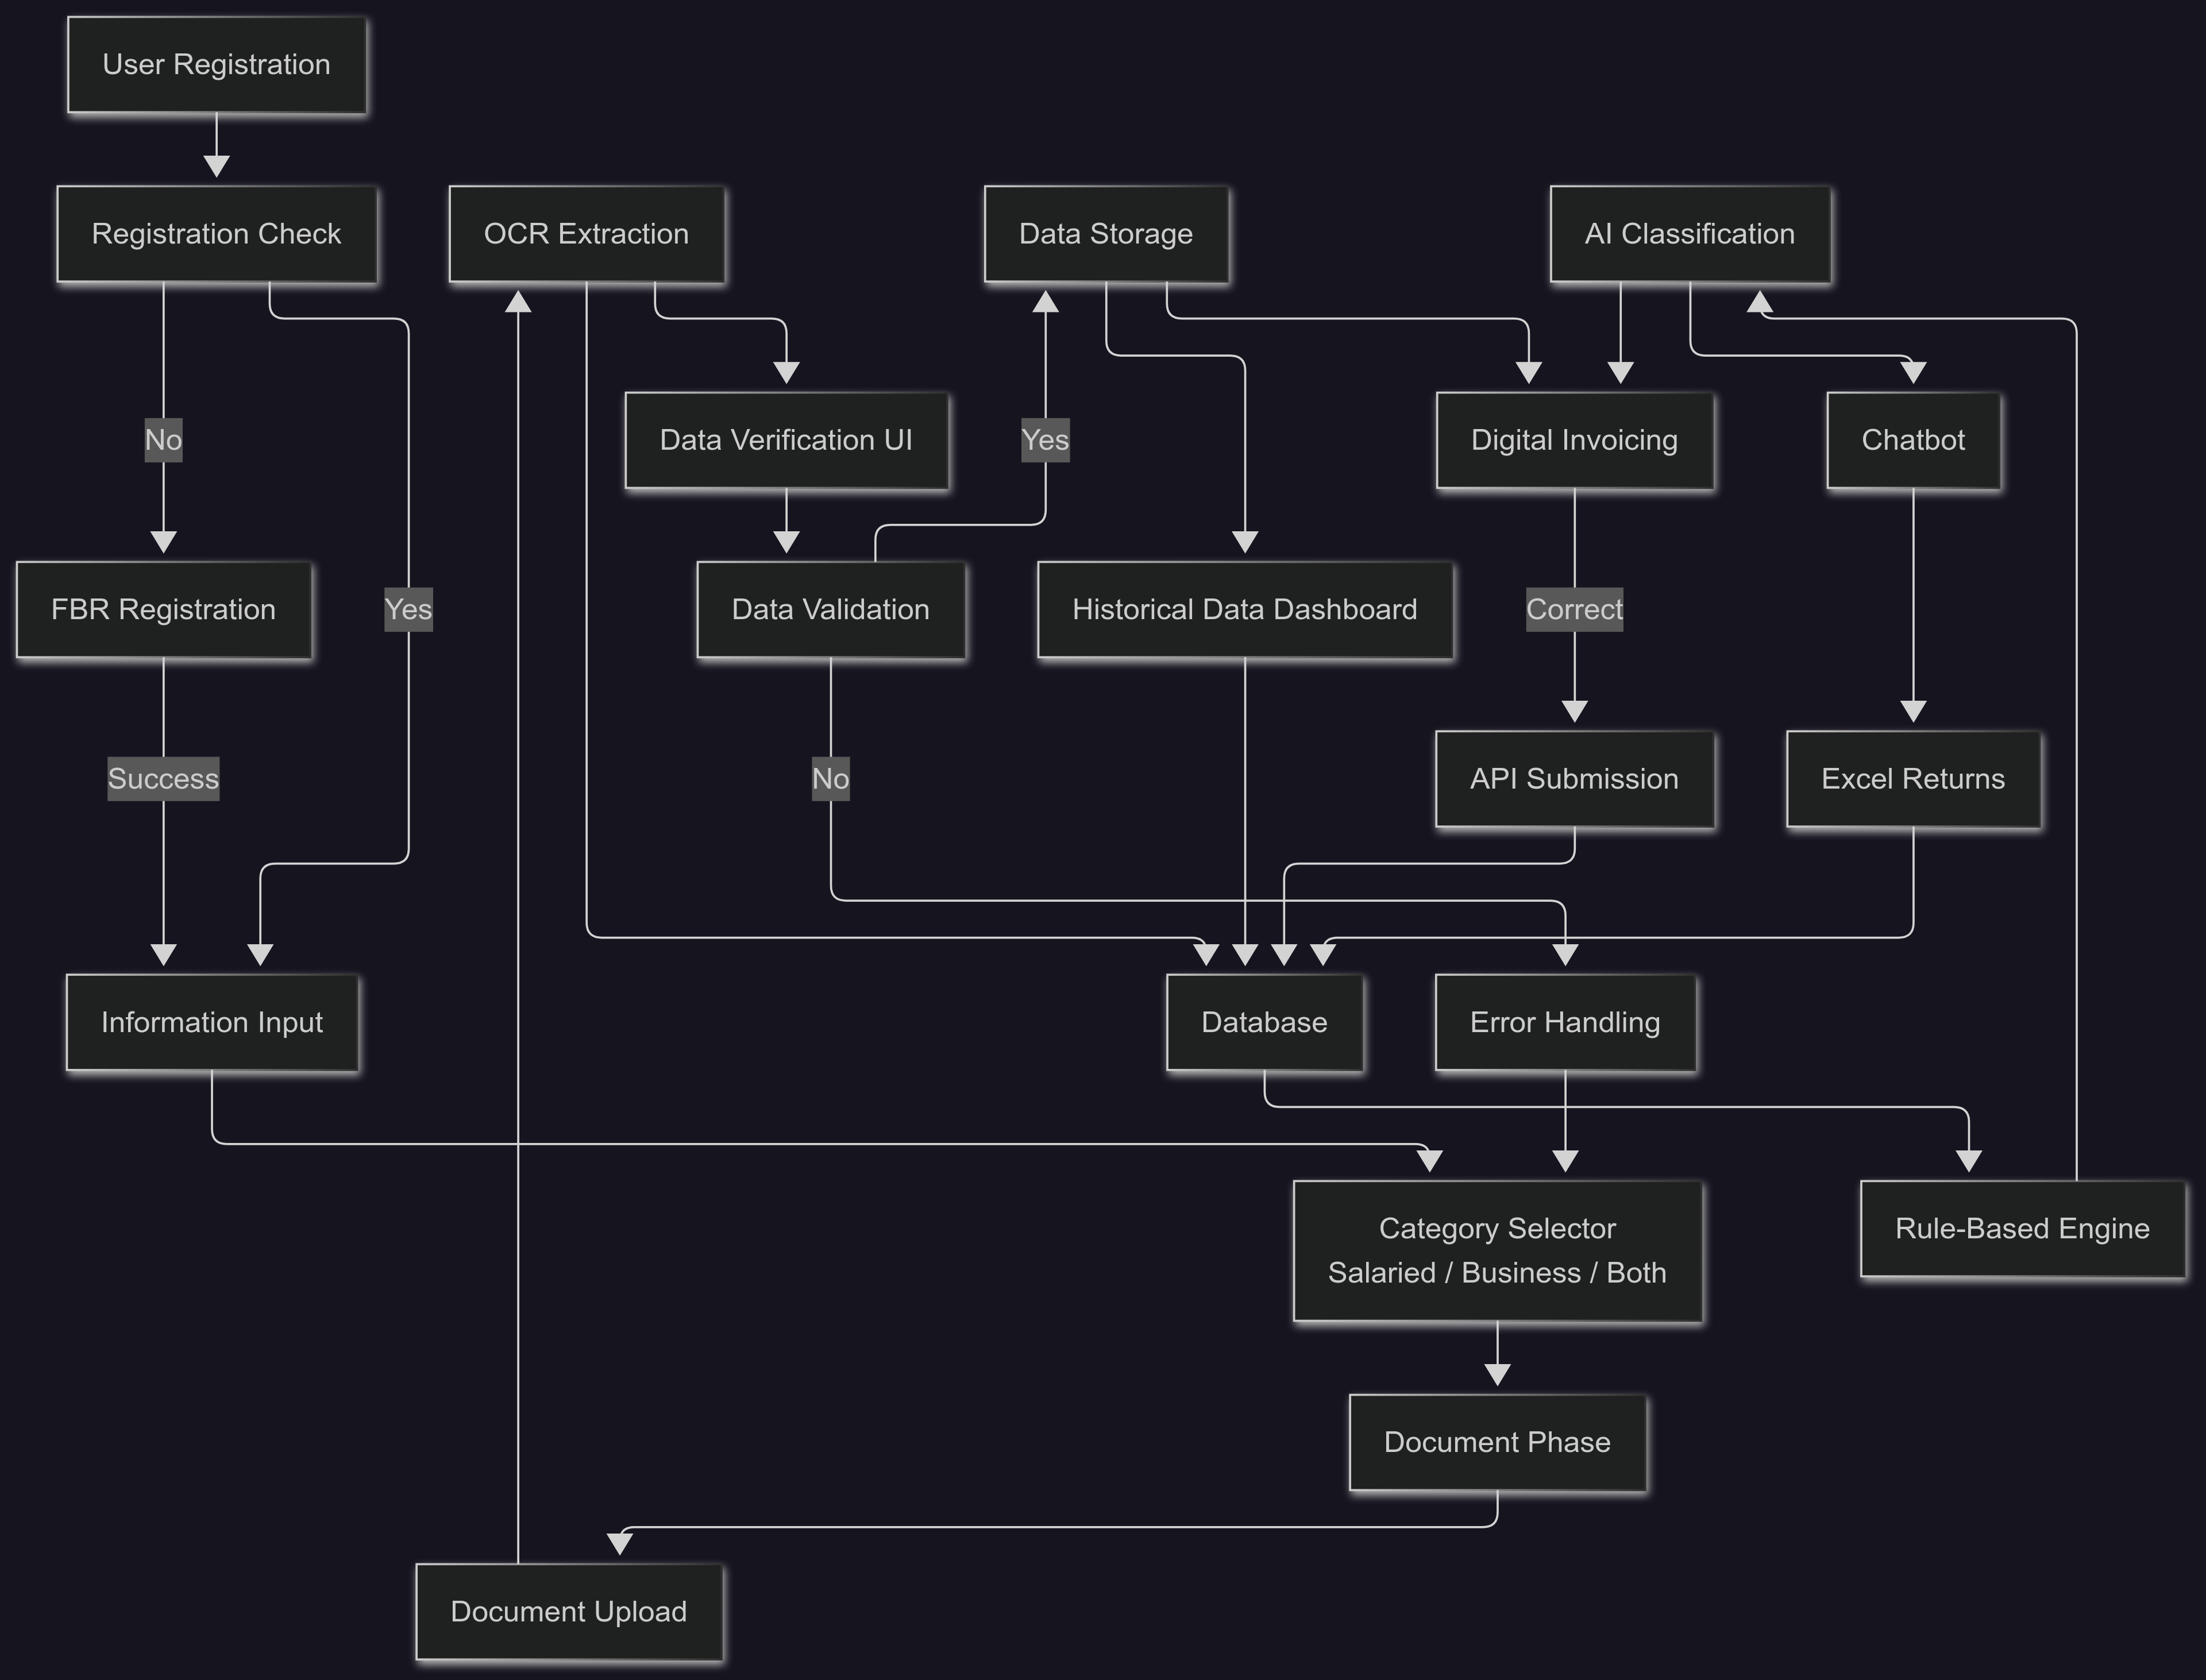 User Registration
Registration Check
OCR Extraction
Data Storage
AI Classification
No
Data Verification UI
Yes
Digital Invoicing
Chatbot
FBR Registration
Yes
Data Validation
Historical Data Dashboard
Correct
Success
No
API Submission
Excel Returns
Information Input
Database
Error Handling
Category Selector
Salaried / Business / Both
Rule-Based Engine
Document Phase
Document Upload